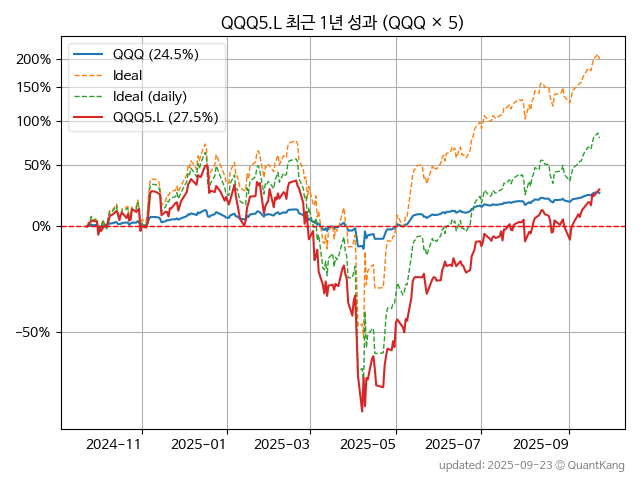 QQQ5.L 최근 1년 성과 (QQQ × 5)
QQQ (24.5%)
Ideal
Ideal (daily)
QQQ5.L (27.5%)
200%
150%
100%
50%
0%
−50%
2024-11
2025-01
2025-03
2025-05
2025-07
2025-09
updated: 2025-09-23 ⓒ QuantKang